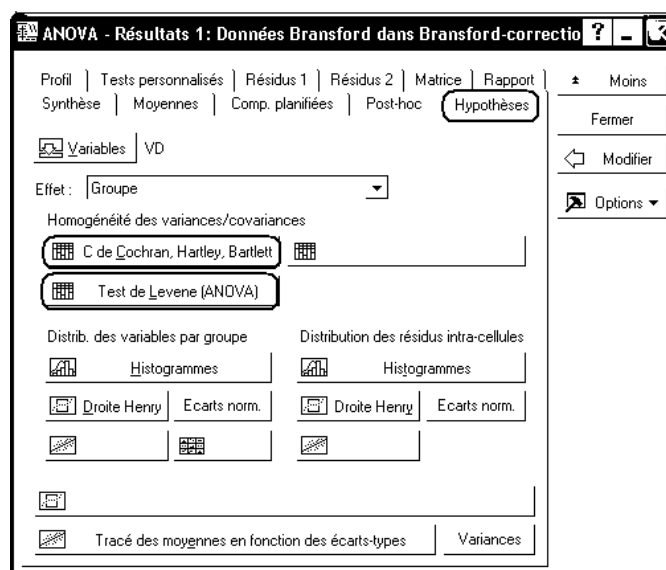 ANOVA - Résultats 1: Données Bransford dans Bransford-correctio
Profil Tests personnalisés Résidus 1 Résidus 2 Matrice Rapport
Synthèse Moyennes Comp. planifiées Post-hoc Hypothèses
Moins
Fermer
Modifier
Options
Variables VD
Effet : Groupe
Homogénéité des variances/covariances
C de Cochran, Hartley, Bartlett
Test de Levene (ANOVA)
Distrib. des variables par groupe Distribution des résidus intra-cellules
Histogrammes Histogrammes
Droite Henry Ecarts norm. Droite Henry Ecarts norm.
Tracé des moyennes en fonction des écarts-types Variances